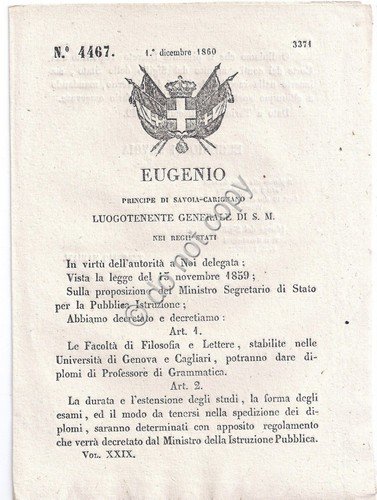 N.° 4467.
1.° dicembre 1860
3371
EUGENIO
PRINCIPE DI SAVOIA-CARIGNANO
LUOGOTENENTE GENERALE DI S. M.
NEI REGII STATI
In virtù dell'autorità a Noi delegata;
Vista la legge del 13 novembre 1859;
Sulla proposizione del Ministro Segretario di Stato
per la Pubblica Istruzione;
Abbiamo decretato e decretiamo:
Art. 1.
Le Facoltà di Filosofia e Lettere, stabilite nelle
Università di Genova e Cagliari, potranno dare di-
plomi di Professore di Grammatica.
Art. 2.
La durata e l'estensione degli studi, la forma degli
esami, ed il modo da tenersi nella spedizione dei di-
plomi, saranno determinati con apposito regolamento
che verrà decretato dal Ministro della Istruzione Pubblica.
VOL. XXIX.
do not copy